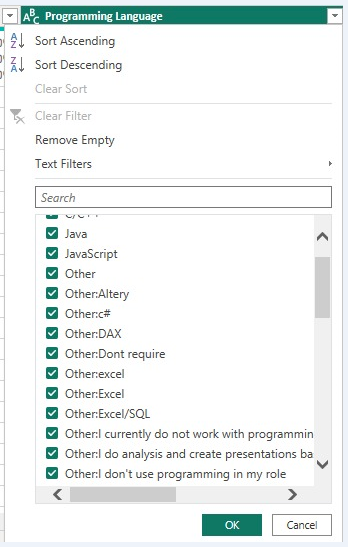 ABC Programming Language
Sort Ascending
Sort Descending
Clear Sort
Clear Filter
Remove Empty
Text Filters
Search
C/C++
Java
JavaScript
Other
Other:Altery
Other:c#
Other:DAX
Other:Dont require
Other:excel
Other:Excel
Other:Excel/SQL
Other:I currently do not work with programmin
Other:I do analysis and create presentations ba
Other:I don't use programming in my role
OK Cancel